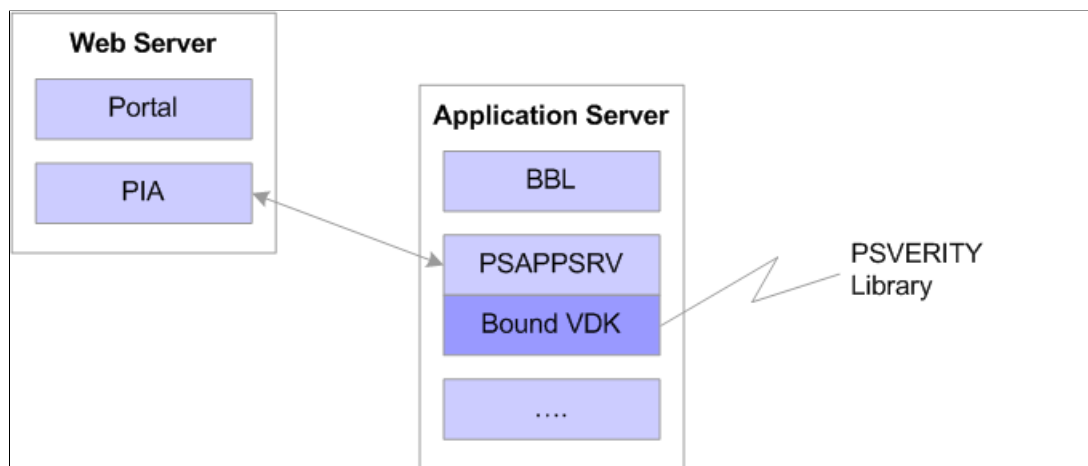 Web Server
Portal
PIA
Application Server
BBL
PSAPPSRV
Bound VDK
....
PSVERITY
Library